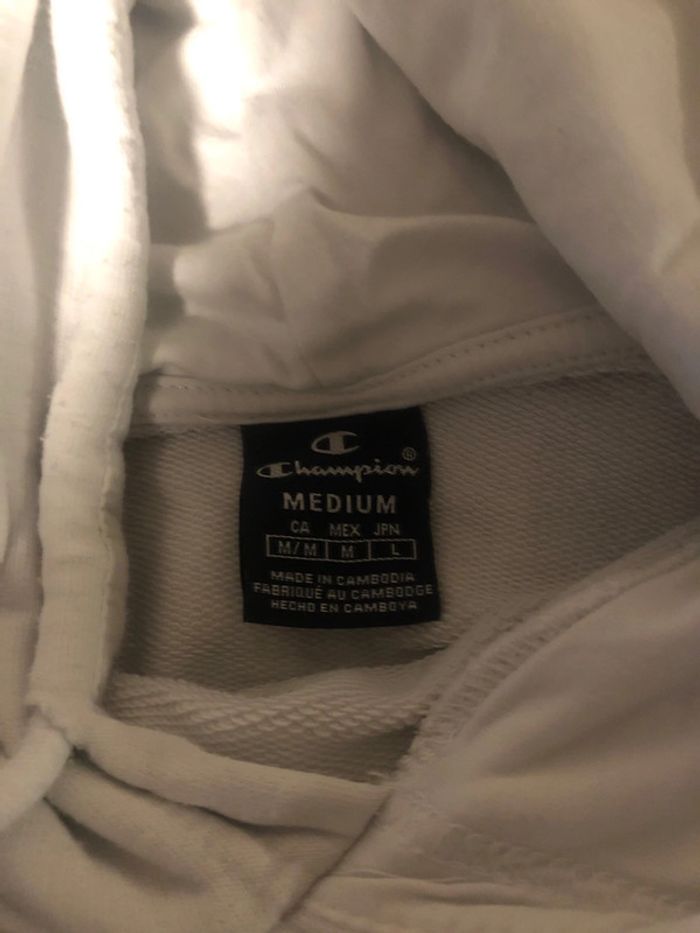 Champion®
MEDIUM
CA MEX JPN
M/M M L
MADE IN CAMBODIA
FABRIQUÉ AU CAMBODGE
HECHO EN CAMBOYA